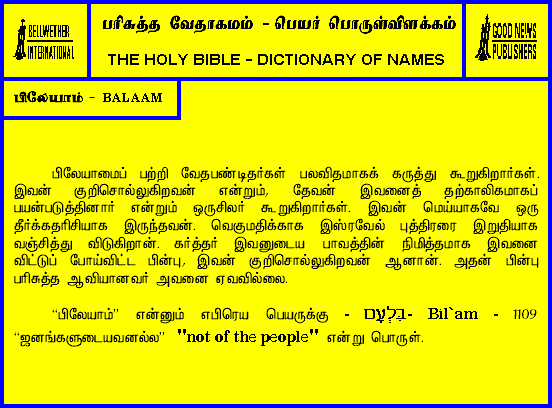 BELLWETHER
INTERNATIONAL
பரிசுத்த வேதாகமம் - பெயர் பொருள்விளக்கம்
THE HOLY BIBLE - DICTIONARY OF NAMES
GOOD NEWS
PUBLISHERS
பிலேயாம் - BALAAM
பிலேயாமைப் பற்றி வேதபண்டிதர்கள் பலவிதமாகக் கருத்து கூறுகிறார்கள்.
இவன் குறிசொல்லுகிறவன் என்றும், தேவன் இவனைத் தற்காலிகமாகப்
பயன்படுத்தினார் என்றும் ஒருசிலர் கூறுகிறார்கள். இவன் மெய்யாகவே ஒரு
தீர்க்கதரிசியாக இருந்தவன். வெகுமதிக்காக இஸ்ரவேல் புத்திரரை இறுதியாக
வஞ்சித்து விடுகிறான். கர்த்தர் இவனுடைய பாவத்தின் நிமித்தமாக இவனை
விட்டுப் போய்விட்ட பின்பு, இவன் குறிசொல்லுகிறவன் ஆனான். அதன் பின்பு
பரிசுத்த ஆவியானவர் அவனை ஏவவில்லை.
“பிலேயாம்” என்னும் எபிரெய பெயருக்கு - בִּלְעָם - Bil`am - 1109
“ஜனங்களுடையவனல்ல” "not of the people" என்று பொருள்.